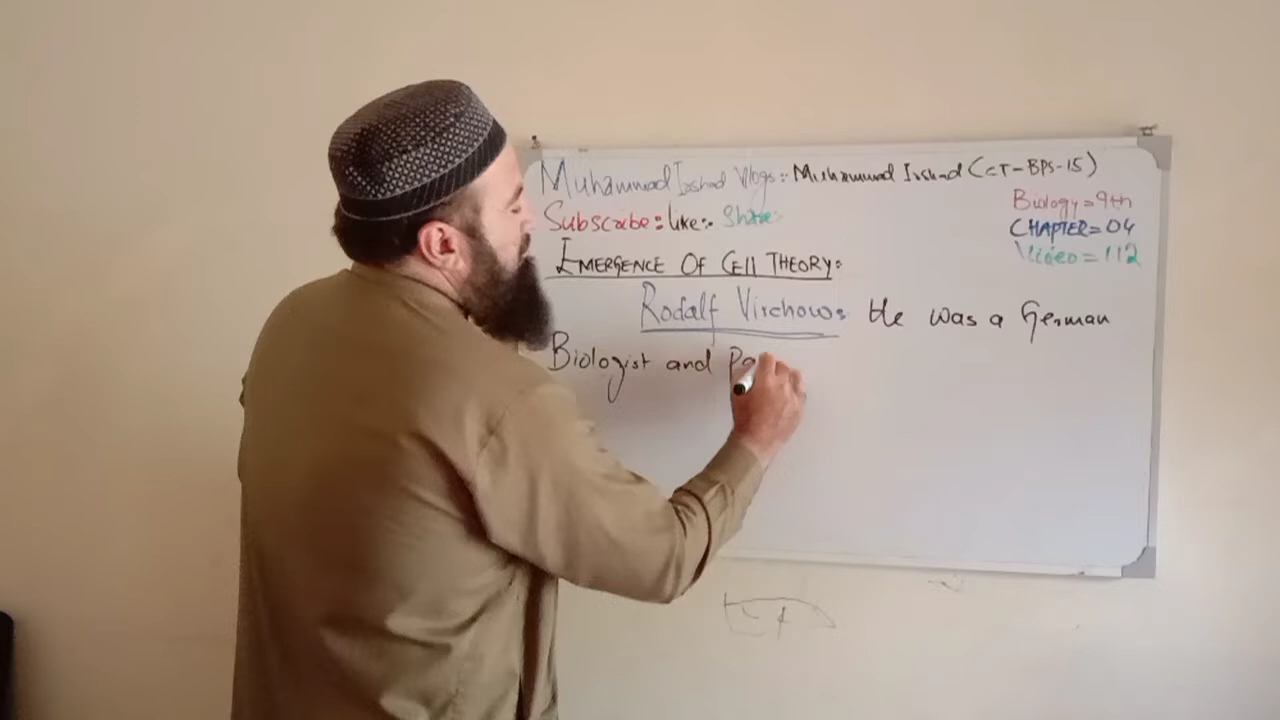 Muhammad Irshad Vlogs:- Muhammad Irshad (CT-BPS-15)
Biology=9th
Subscribe:- Like:- Share:-
CHAPTER=04
Video=112
EMERGENCE OF CEll THEORY:
Rodalf Virchow: He was a German
Biologist and Pa